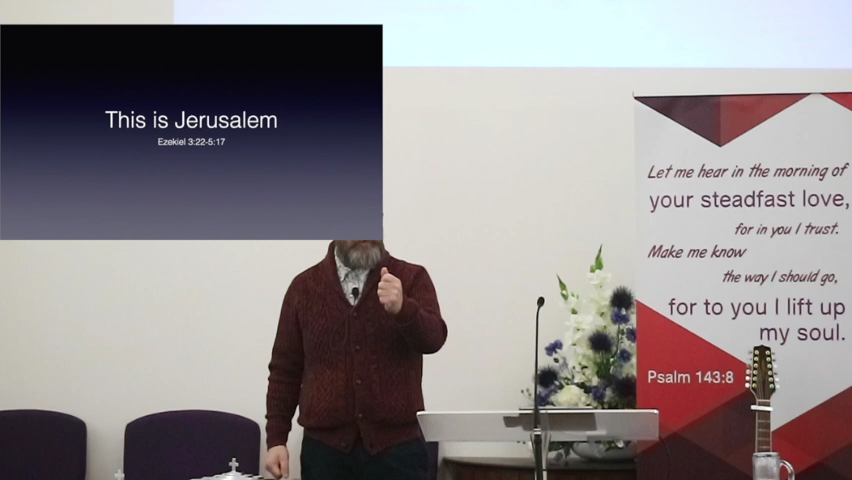 This is Jerusalem
Ezekiel 3:22-5:17
Let me hear in the morning of
your steadfast love,
for in you I trust.
Make me know
the way I should go,
for to you I lift up
my soul.
Psalm 143:8